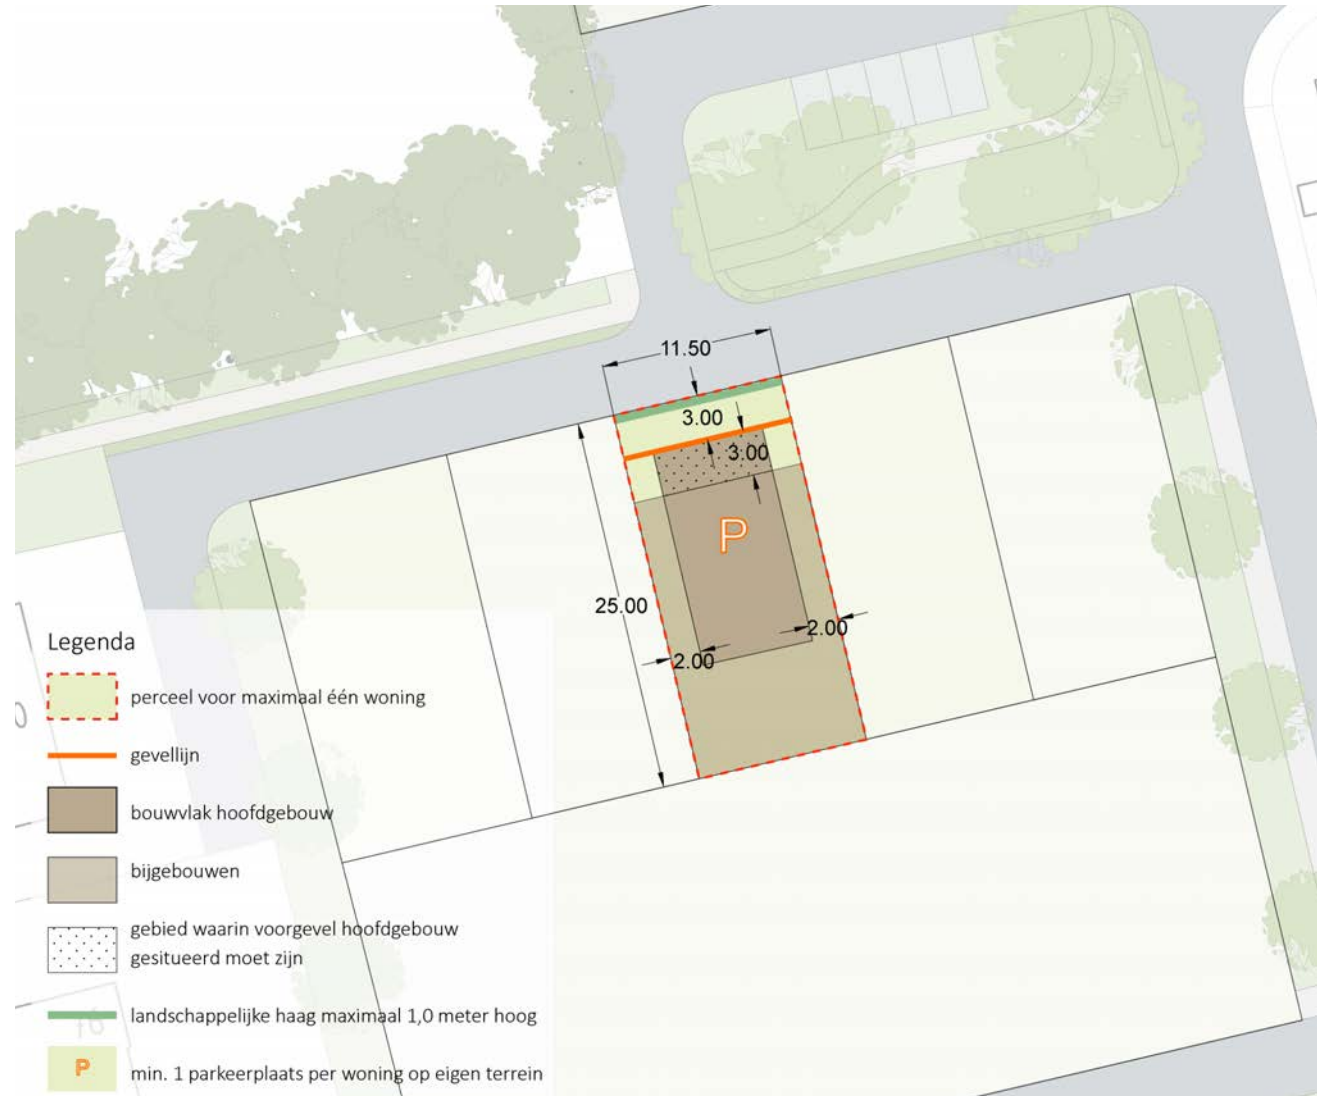 11.50
3.00
3.00
P
25.00
2.00
2.00
Legenda
perceel voor maximaal één woning
gevellijn
bouwvlak hoofdgebouw
bijgebouwen
gebied waarin voorgevel hoofdgebouw
gesitueerd moet zijn
landschappelijke haag maximaal 1,0 meter hoog
P min. 1 parkeerplaats per woning op eigen terrein